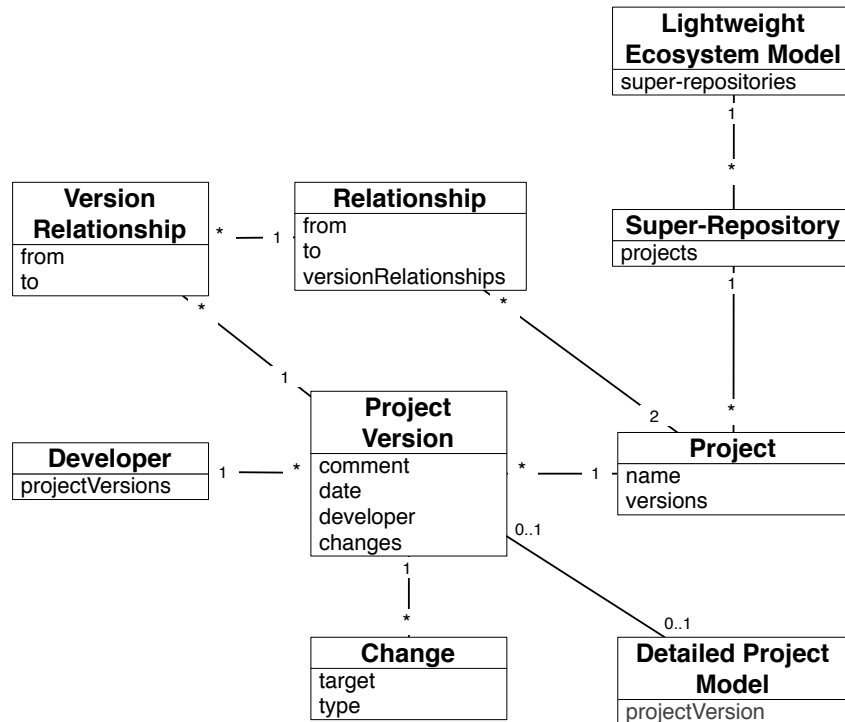 Lightweight
Ecosystem Model
super-repositories
1
*
Version
Relationship
from
to
*
1
Relationship
from
to
versionRelationships
Super-Repository
projects
1
*
*
*
1
2
Project
Version
comment
date
developer
changes
Developer
projectVersions
1
*
*
1
Project
name
versions
0..1
1
*
0..1
Change
target
type
Detailed Project
Model
projectVersion